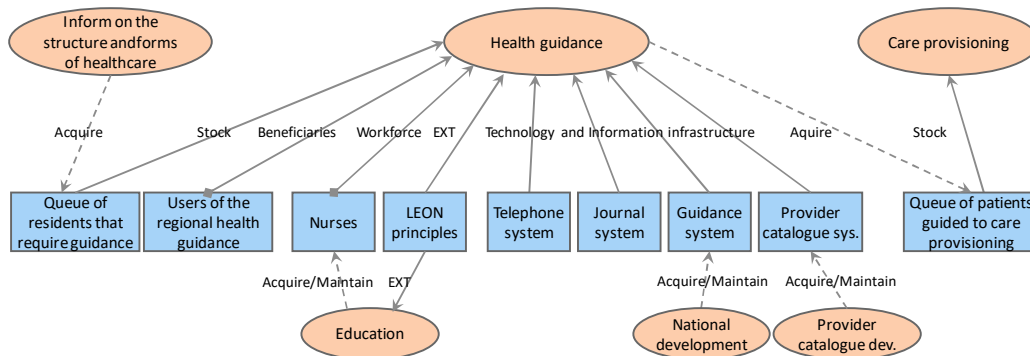 Inform on the
structure andforms
of healthcare
Health guidance
Care provisioning
Acquire
Stock
Beneficiaries
Workforce
EXT
Technology and Information infrastructure
Aquire
Stock
Queue of
residents that
require guidance
Users of the
regional health
guidance
Nurses
LEON
principles
Telephone
system
Journal
system
Guidance
system
Provider
catalogue sys.
Queue of patients
guided to care
provisioning
Acquire/Maintain
EXT
Acquire/Maintain
Acquire/Maintain
Education
National
development
Provider
catalogue dev.